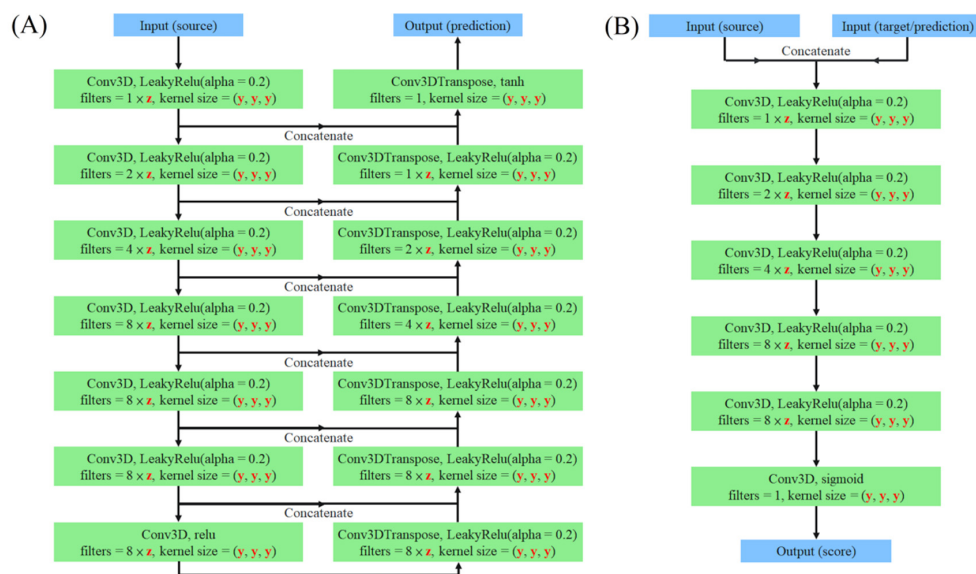 (A)
Input (source)
Conv3D, LeakyRelu(alpha = 0.2)
filters = 1 × z, kernel size = (y, y, y)
Concatenate
Conv3D, LeakyRelu(alpha = 0.2)
filters = 2 × z, kernel size = (y, y, y)
Concatenate
Conv3D, LeakyRelu(alpha = 0.2)
filters = 4 × z, kernel size = (y, y, y)
Concatenate
Conv3D, LeakyRelu(alpha = 0.2)
filters = 8 × z, kernel size = (y, y, y)
Concatenate
Conv3D, LeakyRelu(alpha = 0.2)
filters = 8 × z, kernel size = (y, y, y)
Concatenate
Conv3D, LeakyRelu(alpha = 0.2)
filters = 8 × z, kernel size = (y, y, y)
Concatenate
Conv3D, relu
filters = 8 × z, kernel size = (y, y, y)
Output (prediction)
Conv3DTranspose, tanh
filters = 1, kernel size = (y, y, y)
Conv3DTranspose, LeakyRelu(alpha = 0.2)
filters = 1 × z, kernel size = (y, y, y)
Conv3DTranspose, LeakyRelu(alpha = 0.2)
filters = 2 × z, kernel size = (y, y, y)
Conv3DTranspose, LeakyRelu(alpha = 0.2)
filters = 4 × z, kernel size = (y, y, y)
Conv3DTranspose, LeakyRelu(alpha = 0.2)
filters = 8 × z, kernel size = (y, y, y)
Conv3DTranspose, LeakyRelu(alpha = 0.2)
filters = 8 × z, kernel size = (y, y, y)
Conv3DTranspose, LeakyRelu(alpha = 0.2)
filters = 8 × z, kernel size = (y, y, y)
(B)
Input (source)
Input (target/prediction)
Concatenate
Conv3D, LeakyRelu(alpha = 0.2)
filters = 1 × z, kernel size = (y, y, y)
Conv3D, LeakyRelu(alpha = 0.2)
filters = 2 × z, kernel size = (y, y, y)
Conv3D, LeakyRelu(alpha = 0.2)
filters = 4 × z, kernel size = (y, y, y)
Conv3D, LeakyRelu(alpha = 0.2)
filters = 8 × z, kernel size = (y, y, y)
Conv3D, LeakyRelu(alpha = 0.2)
filters = 8 × z, kernel size = (y, y, y)
Conv3D, sigmoid
filters = 1, kernel size = (y, y, y)
Output (score)